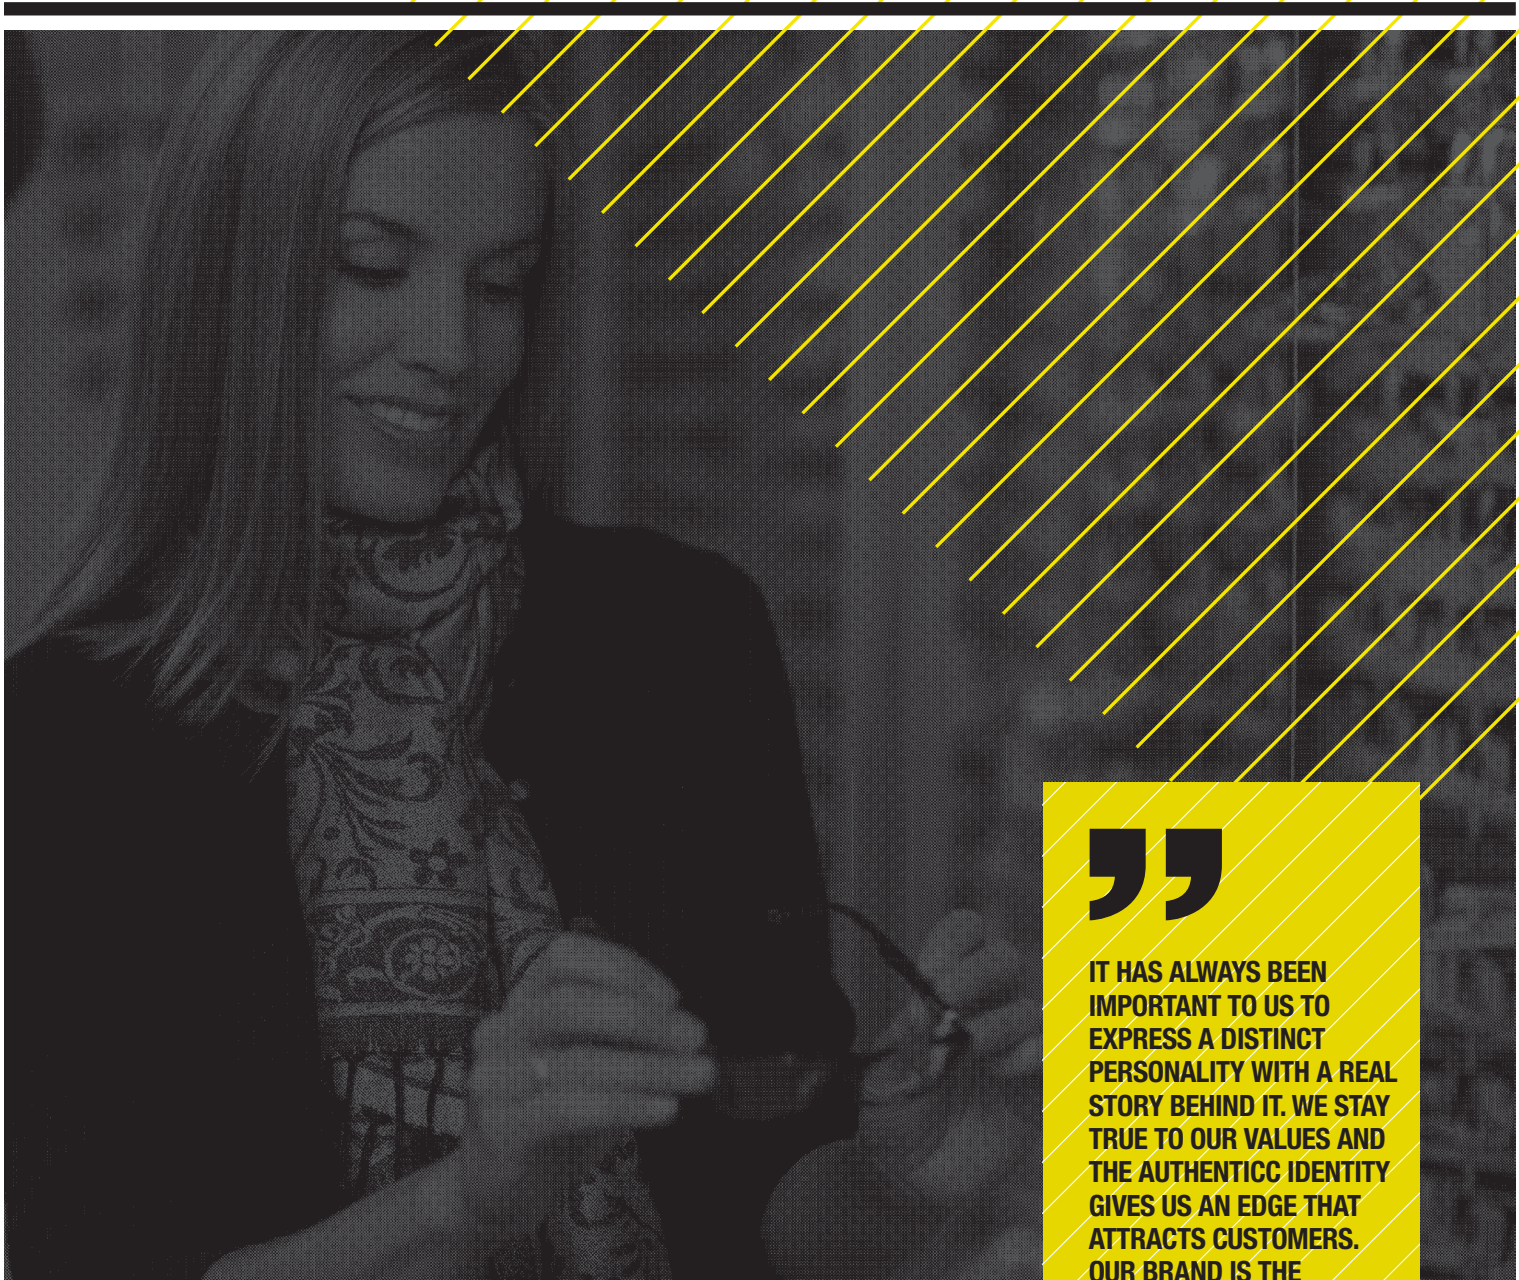 ”
IT HAS ALWAYS BEEN
IMPORTANT TO US TO
EXPRESS A DISTINCT
PERSONALITY WITH A REAL
STORY BEHIND IT. WE STAY
TRUE TO OUR VALUES AND
THE AUTHENTICC IDENTITY
GIVES US AN EDGE THAT
ATTRACTS CUSTOMERS.
OUR BRAND IS THE